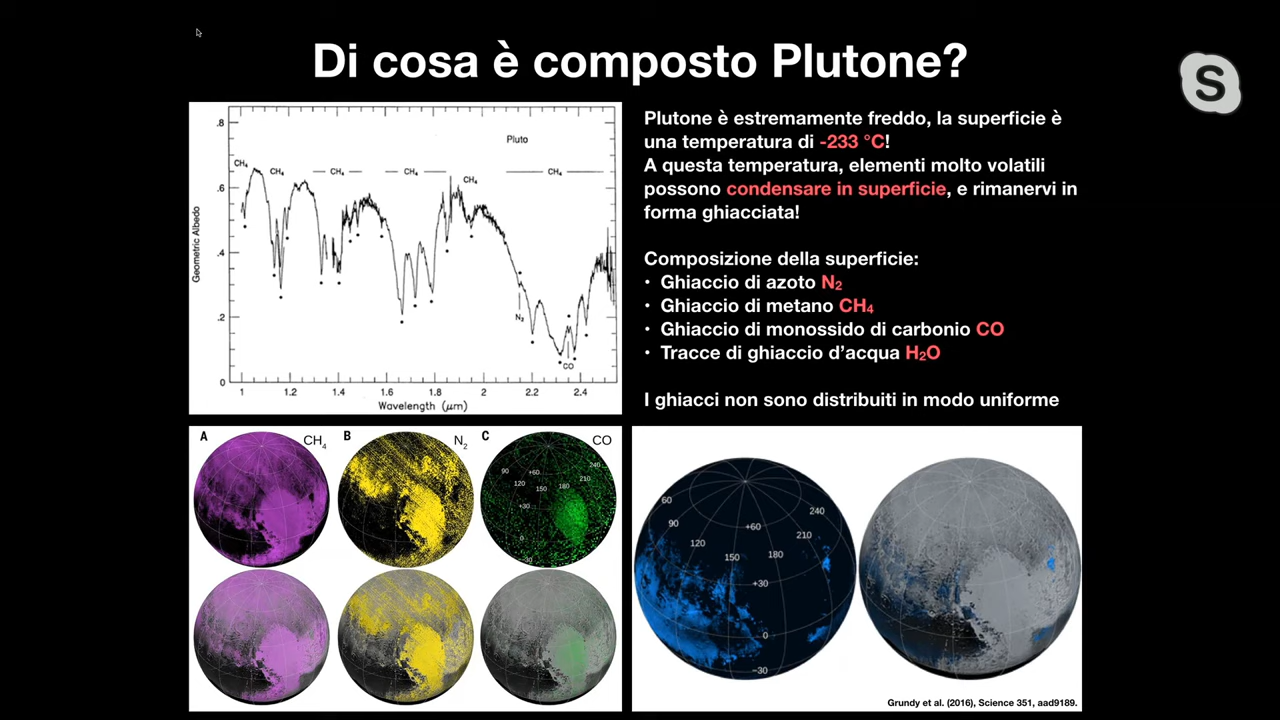 Di cosa è composto Plutone?
S
.8
.6
.4
.2
0
Geometric Albedo
Pluto
CH4
CH4
CH4
CH4
CH4
CH4
N2
CO
1
1.2
1.4
1.6
1.8
2
2.2
2.4
Wavelength (μm)
Plutone è estremamente freddo, la superficie è
una temperatura di -233 °C!
A questa temperatura, elementi molto volatili
possono condensare in superficie, e rimanervi in
forma ghiacciata!
Composizione della superficie:
• Ghiaccio di azoto N2
• Ghiaccio di metano CH4
• Ghiaccio di monossido di carbonio CO
• Tracce di ghiaccio d'acqua H2O
I ghiacci non sono distribuiti in modo uniforme
A
CH4
B
N2
C
CO
90
120
+60
150
180
210
240
+30
0
-30
60
90
120
150
+60
180
210
240
+30
0
−30
Grundy et al. (2016), Science 351, aad9189.